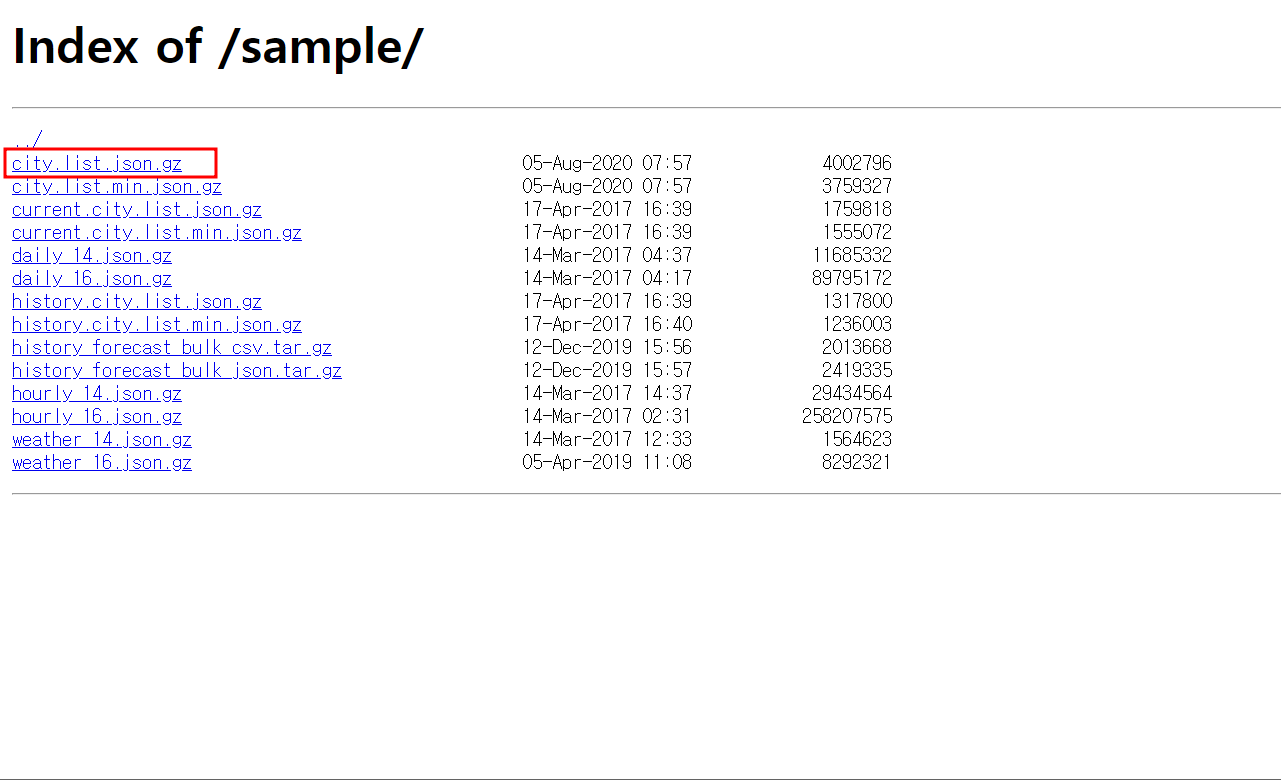 Index of /sample/
../
city.list.json.gz 05-Aug-2020 07:57 4002796
city.list.min.json.gz 05-Aug-2020 07:57 3759327
current.city.list.json.gz 17-Apr-2017 16:39 1759818
current.city.list.min.json.gz 17-Apr-2017 16:39 1555072
daily_14.json.gz 14-Mar-2017 04:37 11685332
daily_16.json.gz 14-Mar-2017 04:17 89795172
history.city.list.json.gz 17-Apr-2017 16:39 1317800
history.city.list.min.json.gz 17-Apr-2017 16:40 1236003
history_forecast_bulk_csv.tar.gz 12-Dec-2019 15:56 2013668
history_forecast_bulk_json.tar.gz 12-Dec-2019 15:57 2419335
hourly_14.json.gz 14-Mar-2017 14:37 29434564
hourly_16.json.gz 14-Mar-2017 02:31 258207575
weather_14.json.gz 14-Mar-2017 12:33 1564623
weather_16.json.gz 05-Apr-2019 11:08 8292321